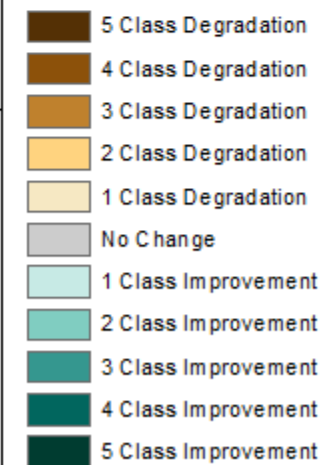 5 Class Degradation
4 Class Degradation
3 Class Degradation
2 Class Degradation
1 Class Degradation
No Change
1 Class Improvement
2 Class Improvement
3 Class Improvement
4 Class Improvement
5 Class Improvement